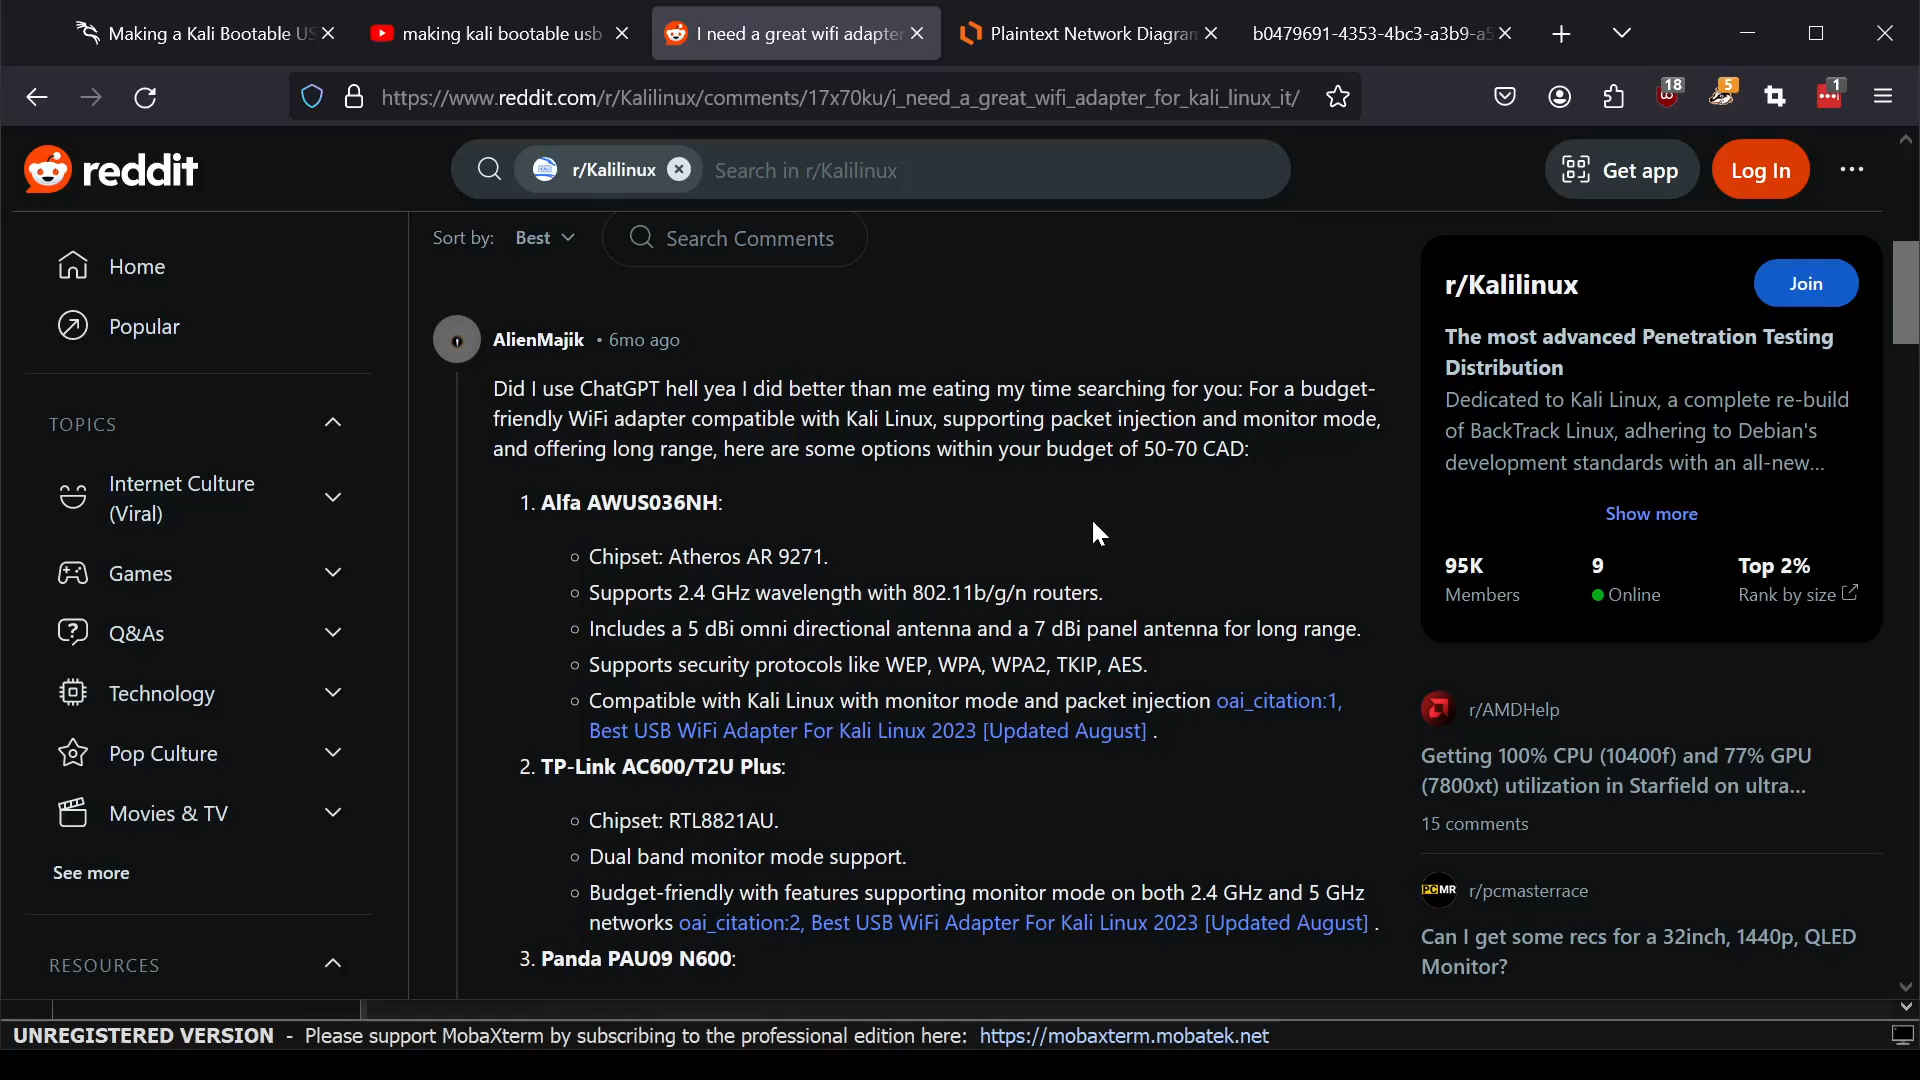 Making a Kali Bootable US
making kali bootable usb
I need a great wifi adapter
Plaintext Network Diagram
b0479691-4353-4bc3-a3b9-a5
https://www.reddit.com/r/Kalilinux/comments/17x70ku/i_need_a_great_wifi_adapter_for_kali_linux_it/
18
5
1
reddit
r/Kalilinux
Search in r/Kalilinux
Get app
Log In
Home
Popular
TOPICS
Internet Culture
(Viral)
Games
Q&As
Technology
Pop Culture
Movies & TV
See more
RESOURCES
Sort by: Best
Search Comments
AlienMajik • 6mo ago
Did I use ChatGPT hell yea I did better than me eating my time searching for you: For a budget-
friendly WiFi adapter compatible with Kali Linux, supporting packet injection and monitor mode,
and offering long range, here are some options within your budget of 50-70 CAD:
1. Alfa AWUS036NH:
○ Chipset: Atheros AR 9271.
○ Supports 2.4 GHz wavelength with 802.11b/g/n routers.
○ Includes a 5 dBi omni directional antenna and a 7 dBi panel antenna for long range.
○ Supports security protocols like WEP, WPA, WPA2, TKIP, AES.
○ Compatible with Kali Linux with monitor mode and packet injection oai_citation:1,
Best USB WiFi Adapter For Kali Linux 2023 [Updated August] .
2. TP-Link AC600/T2U Plus:
○ Chipset: RTL8821AU.
○ Dual band monitor mode support.
○ Budget-friendly with features supporting monitor mode on both 2.4 GHz and 5 GHz
networks oai_citation:2, Best USB WiFi Adapter For Kali Linux 2023 [Updated August] .
3. Panda PAU09 N600:
r/Kalilinux
Join
The most advanced Penetration Testing
Distribution
Dedicated to Kali Linux, a complete re-build
of BackTrack Linux, adhering to Debian's
development standards with an all-new...
Show more
95K
Members
9
Online
Top 2%
Rank by size
r/AMDHelp
Getting 100% CPU (10400f) and 77% GPU
(7800xt) utilization in Starfield on ultra...
15 comments
PCMR
r/pcmasterrace
Can I get some recs for a 32inch, 1440p, QLED
Monitor?
UNREGISTERED VERSION - Please support MobaXterm by subscribing to the professional edition here: https://mobaxterm.mobatek.net